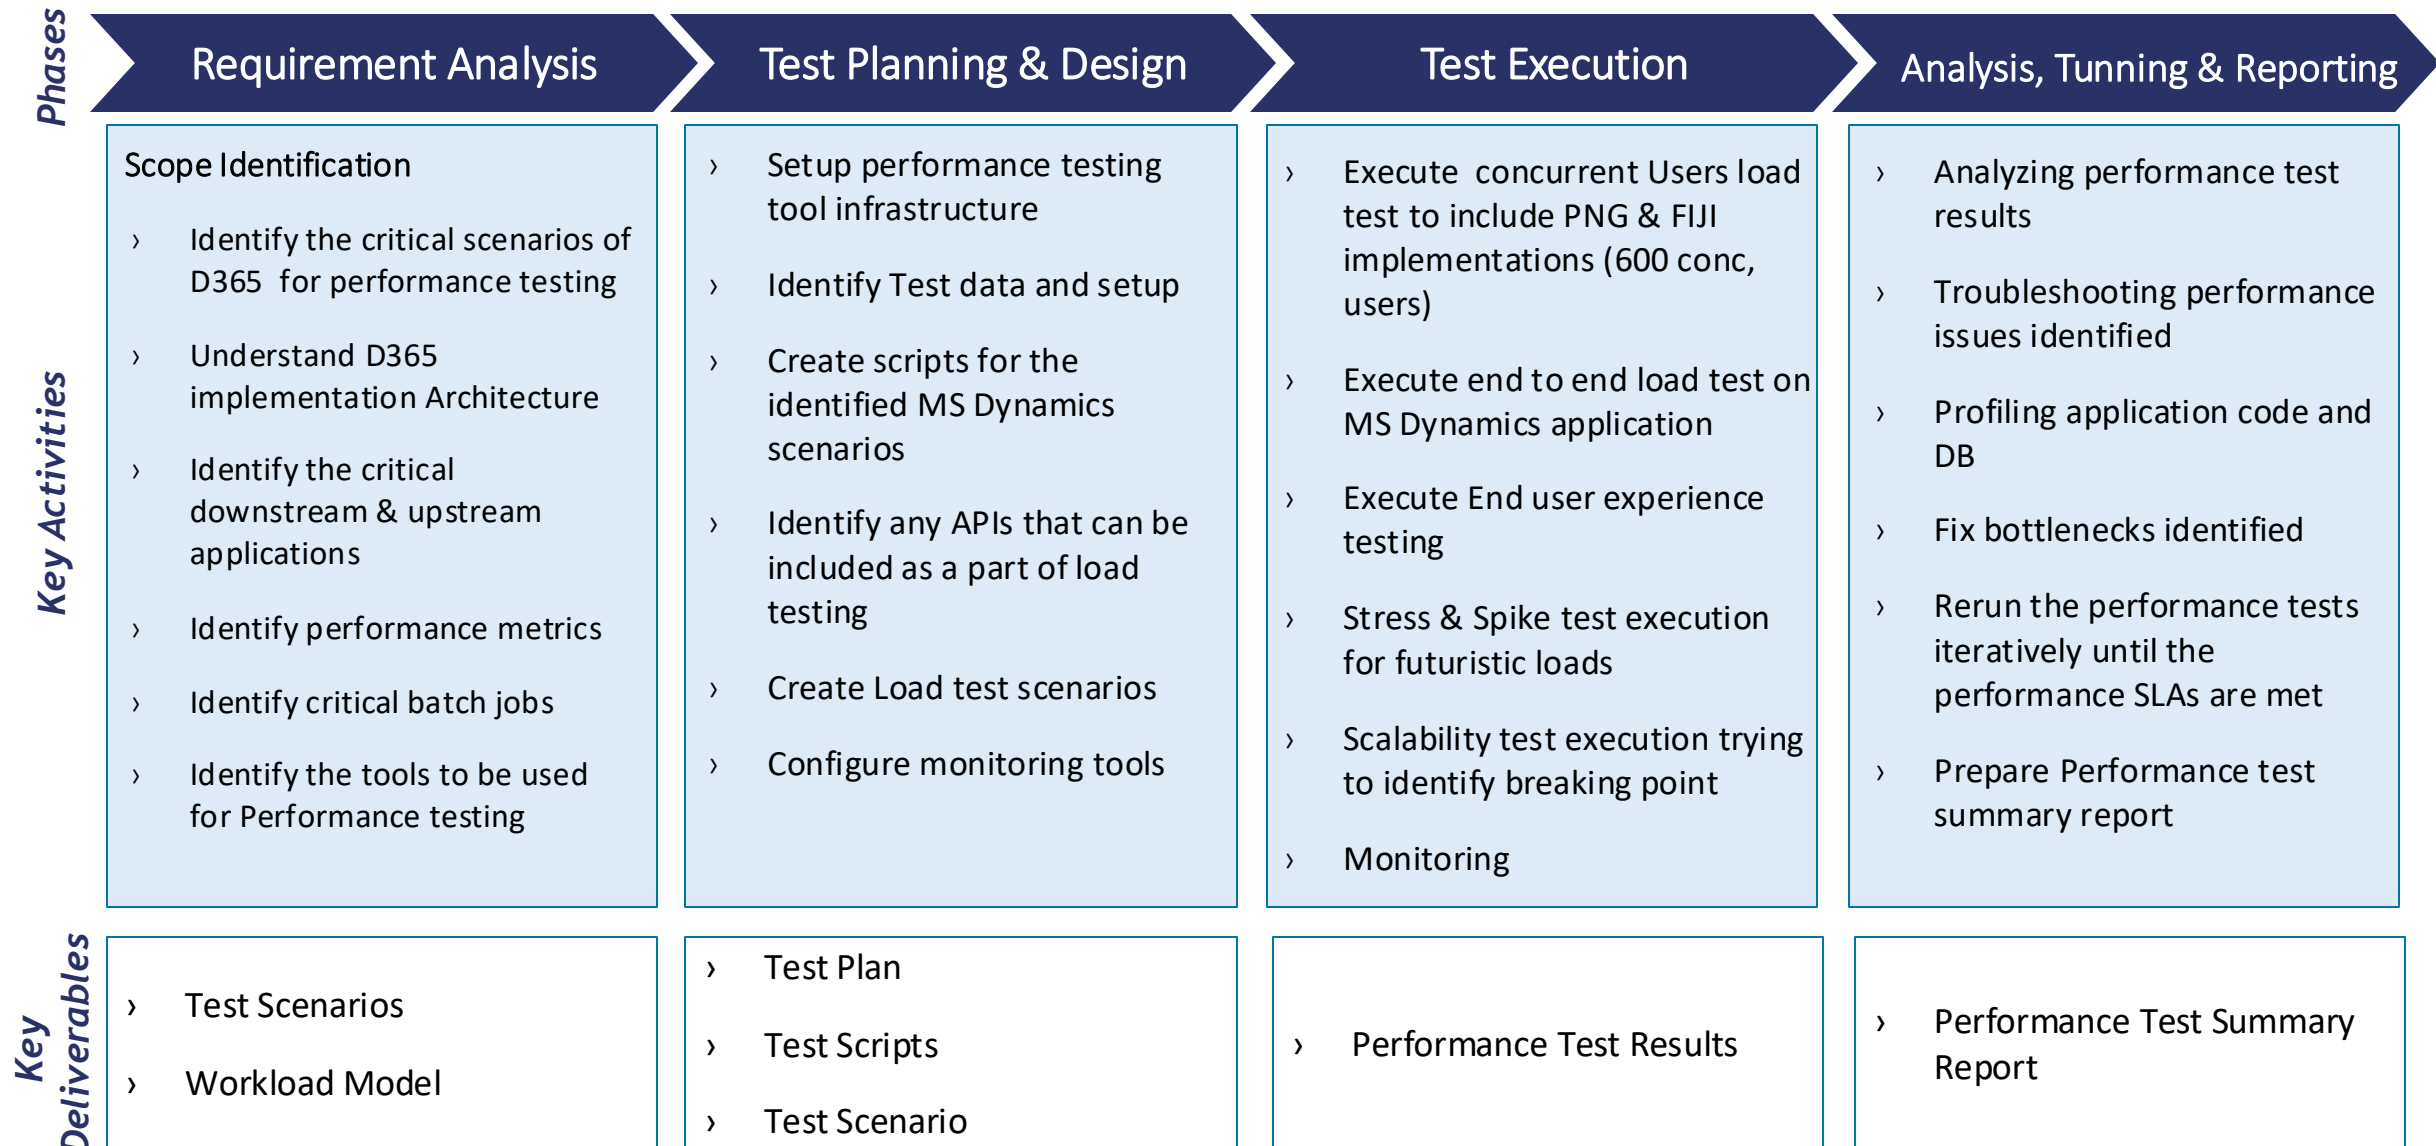 Phases
Requirement Analysis
Test Planning & Design
Test Execution
Analysis, Tunning & Reporting
Key Activities
Scope Identification
› Identify the critical scenarios of
D365 for performance testing
› Understand D365
implementation Architecture
› Identify the critical
downstream & upstream
applications
› Identify performance metrics
› Identify critical batch jobs
› Identify the tools to be used
for Performance testing
› Setup performance testing
tool infrastructure
› Identify Test data and setup
› Create scripts for the
identified MS Dynamics
scenarios
› Identify any APIs that can be
included as a part of load
testing
› Create Load test scenarios
› Configure monitoring tools
› Execute concurrent Users load
test to include PNG & FIJI
implementations (600 conc,
users)
› Execute end to end load test on
MS Dynamics application
› Execute End user experience
testing
› Stress & Spike test execution
for futuristic loads
› Scalability test execution trying
to identify breaking point
› Monitoring
› Analyzing performance test
results
› Troubleshooting performance
issues identified
› Profiling application code and
DB
› Fix bottlenecks identified
› Rerun the performance tests
iteratively until the
performance SLAs are met
› Prepare Performance test
summary report
Key
Deliverables
› Test Scenarios
› Workload Model
› Test Plan
› Test Scripts
› Test Scenario
› Performance Test Results
› Performance Test Summary
Report